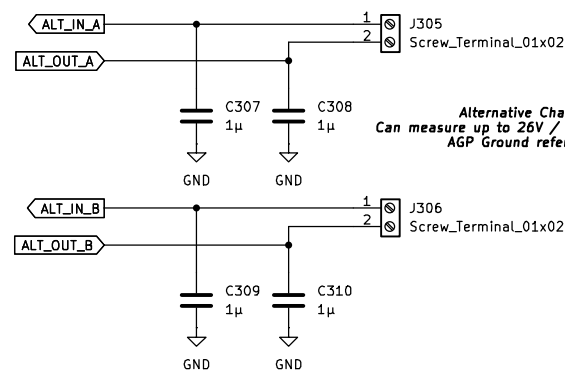 ALT_IN_A
1
J305
ALT_OUT_A
2
Screw_Terminal_01x02
C307
1µ
C308
1µ
Alternative Cha
Can measure up to 26V /
AGP Ground refe
GND
GND
ALT_IN_B
1
J306
ALT_OUT_B
2
Screw_Terminal_01x02
C309
1µ
C310
1µ
GND
GND